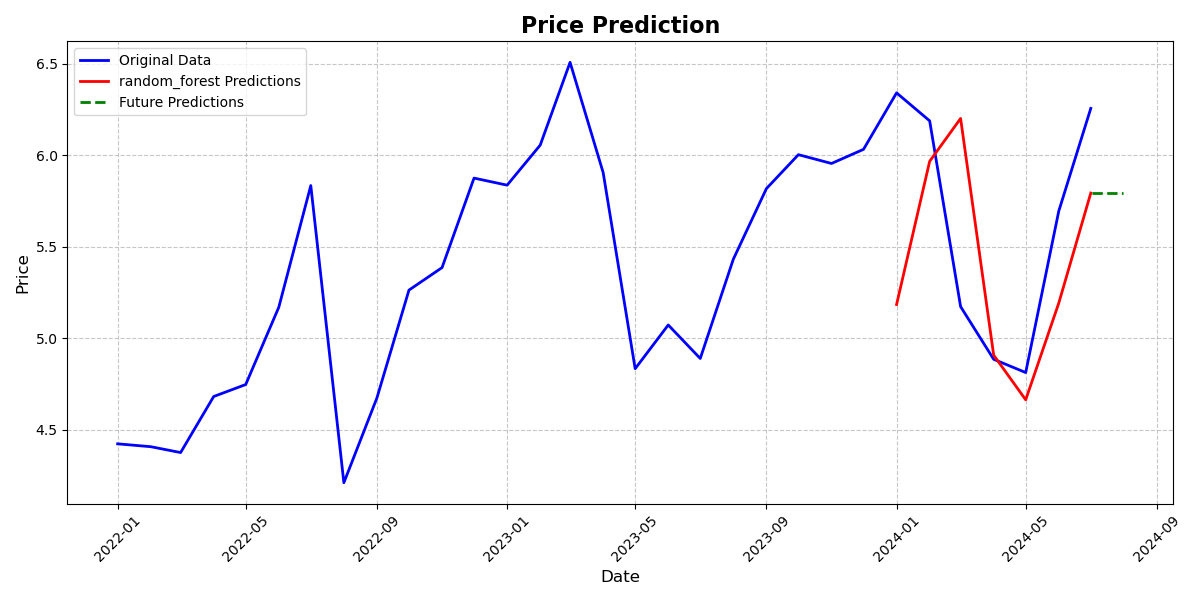 Price Prediction
Original Data
random_forest Predictions
Future Predictions
Price
6.5
6.0
5.5
5.0
4.5
2022-01
2022-05
2022-09
2023-01
2023-05
2023-09
2024-01
2024-05
2024-09
Date